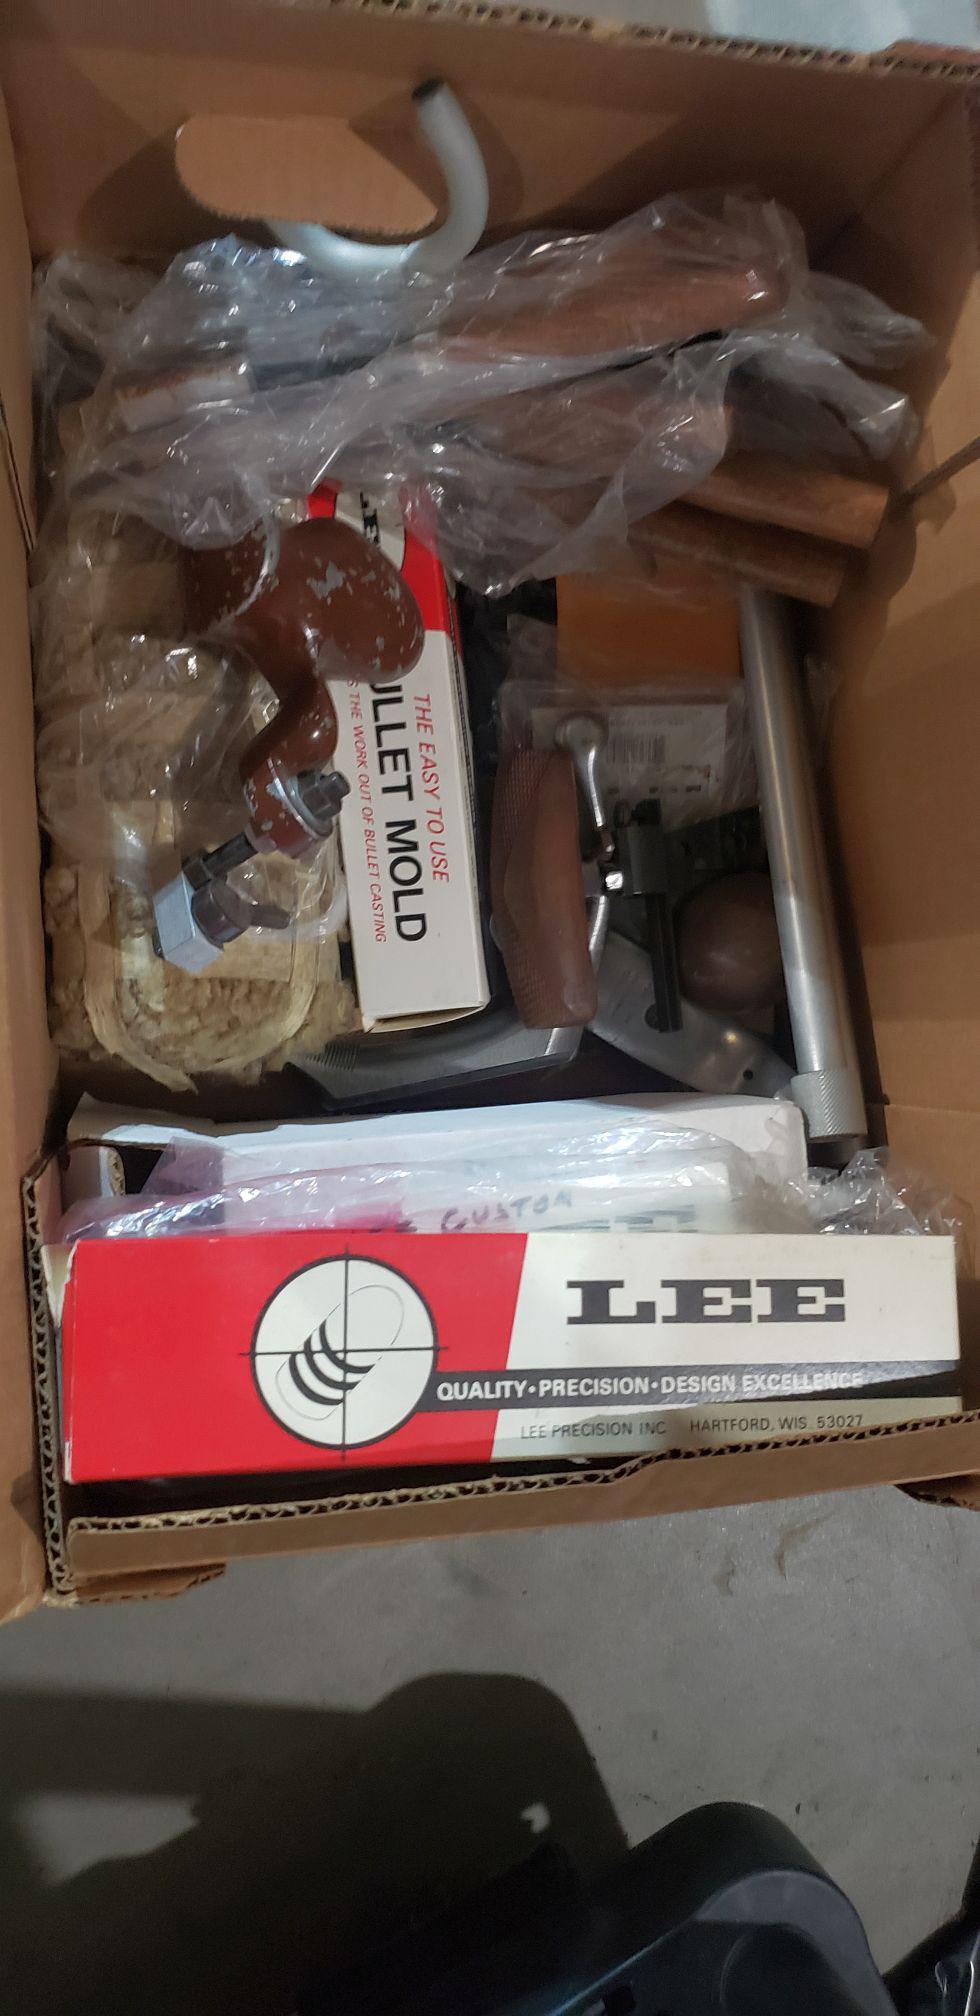 THE EASY TO USE
ULLET MOLD
THE WORK OUT OF BULLET CASTING
CUSTOM
LEE
QUALITY • PRECISION • DESIGN EXCELLENCE
LEE PRECISION INC HARTFORD, WIS. 53027